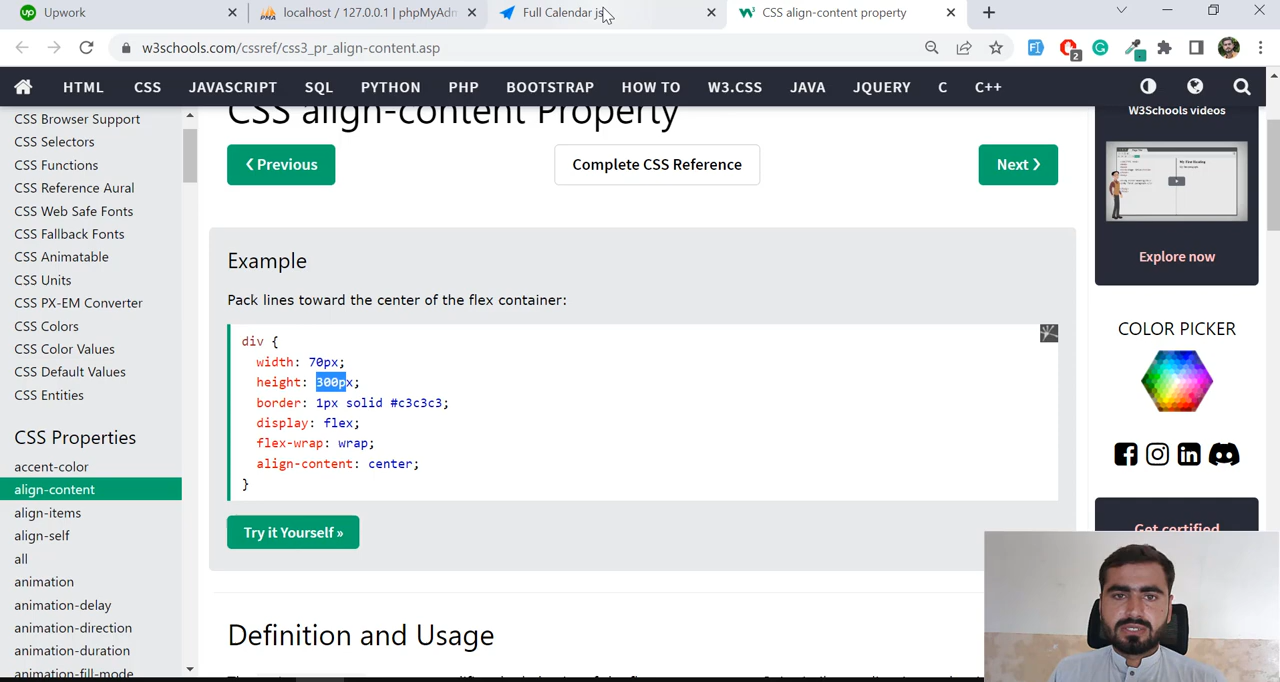 up Upwork
PMA localhost / 127.0.0.1 | phpMyAdm
Full Calendar js
CSS align-content property
w3schools.com/cssref/css3_pr_align-content.asp
2
HTML CSS JAVASCRIPT SQL PYTHON PHP BOOTSTRAP HOW TO W3.CSS JAVA JQUERY C C++
CSS Browser Support
CSS Selectors
CSS Functions
CSS Reference Aural
CSS Web Safe Fonts
CSS Fallback Fonts
CSS Animatable
CSS Units
CSS PX-EM Converter
CSS Colors
CSS Color Values
CSS Default Values
CSS Entities
CSS Properties
accent-color
align-content
align-items
align-self
all
animation
animation-delay
animation-direction
animation-duration
animation-fill-mode
CSS align-content Property
❮ Previous
Complete CSS Reference
Next ❯
Example
Pack lines toward the center of the flex container:
div {
width: 70px;
height: 300px;
border: 1px solid #c3c3c3;
display: flex;
flex-wrap: wrap;
align-content: center;
}
Try it Yourself »
Definition and Usage
W3Schools videos
Explore now
COLOR PICKER
Get certified